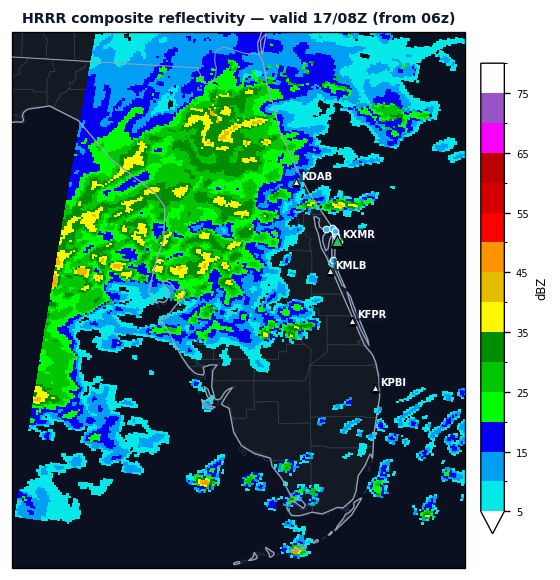 HRRR composite reflectivity — valid 17/08Z (from 06z)
KDAB
KXMR
KMLB
KFPR
KPBI
75
65
55
45
35
25
15
5
dBZ